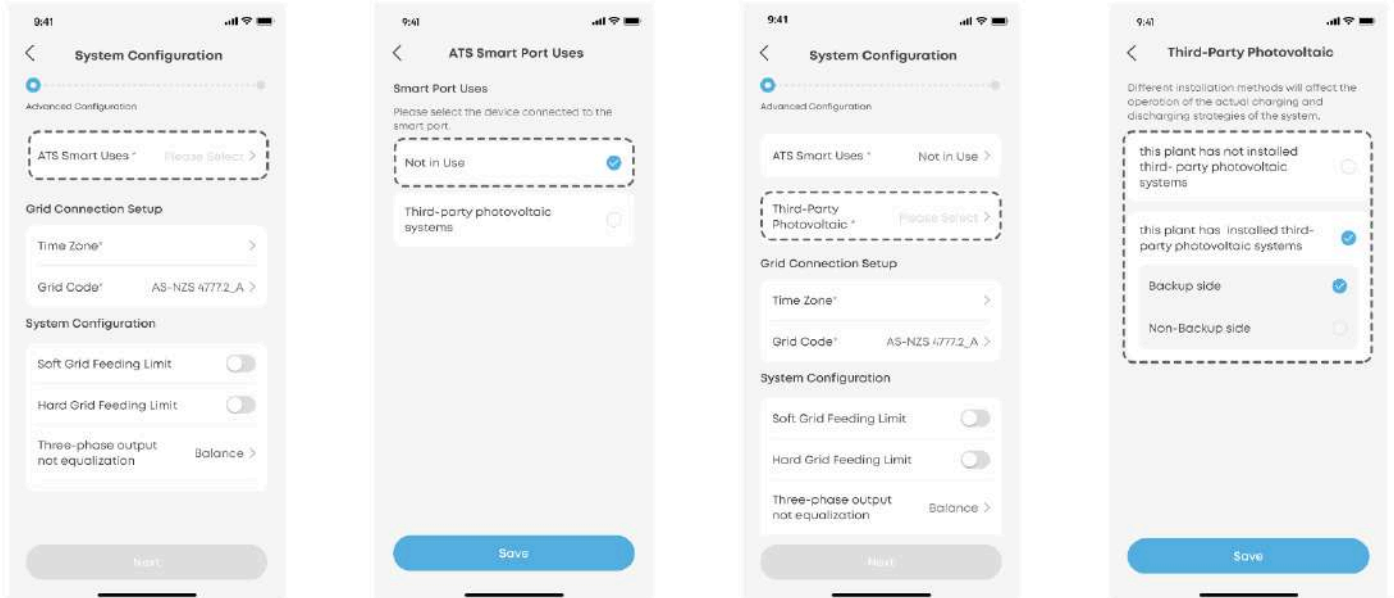 9:41
System Configuration
Advanced Configuration
ATS Smart Uses * Please Select >
Grid Connection Setup
Time Zone* >
Grid Code* AS-NZS 4777.2_A >
System Configuration
Soft Grid Feeding Limit
Hard Grid Feeding Limit
Three-phase output
not equalization
Balance >
Next
9:41
ATS Smart Port Uses
Smart Port Uses
Please select the device connected to the
smart port.
Not in Use
Third-party photovoltaic
systems
Save
9:41
System Configuration
Advanced Configuration
ATS Smart Uses * Not in Use >
Third-Party
Photovoltaic *
Please Select >
Grid Connection Setup
Time Zone* >
Grid Code* AS-NZS 4777.2_A >
System Configuration
Soft Grid Feeding Limit
Hard Grid Feeding Limit
Three-phase output
not equalization
Balance >
Next
9:41
Third-Party Photovoltaic
Different installation methods will affect the
operation of the actual charging and
discharging strategies of the system.
this plant has not installed
third- party photovoltaic
systems
this plant has installed third-
party photovoltaic systems
Backup side
Non-Backup side
Save